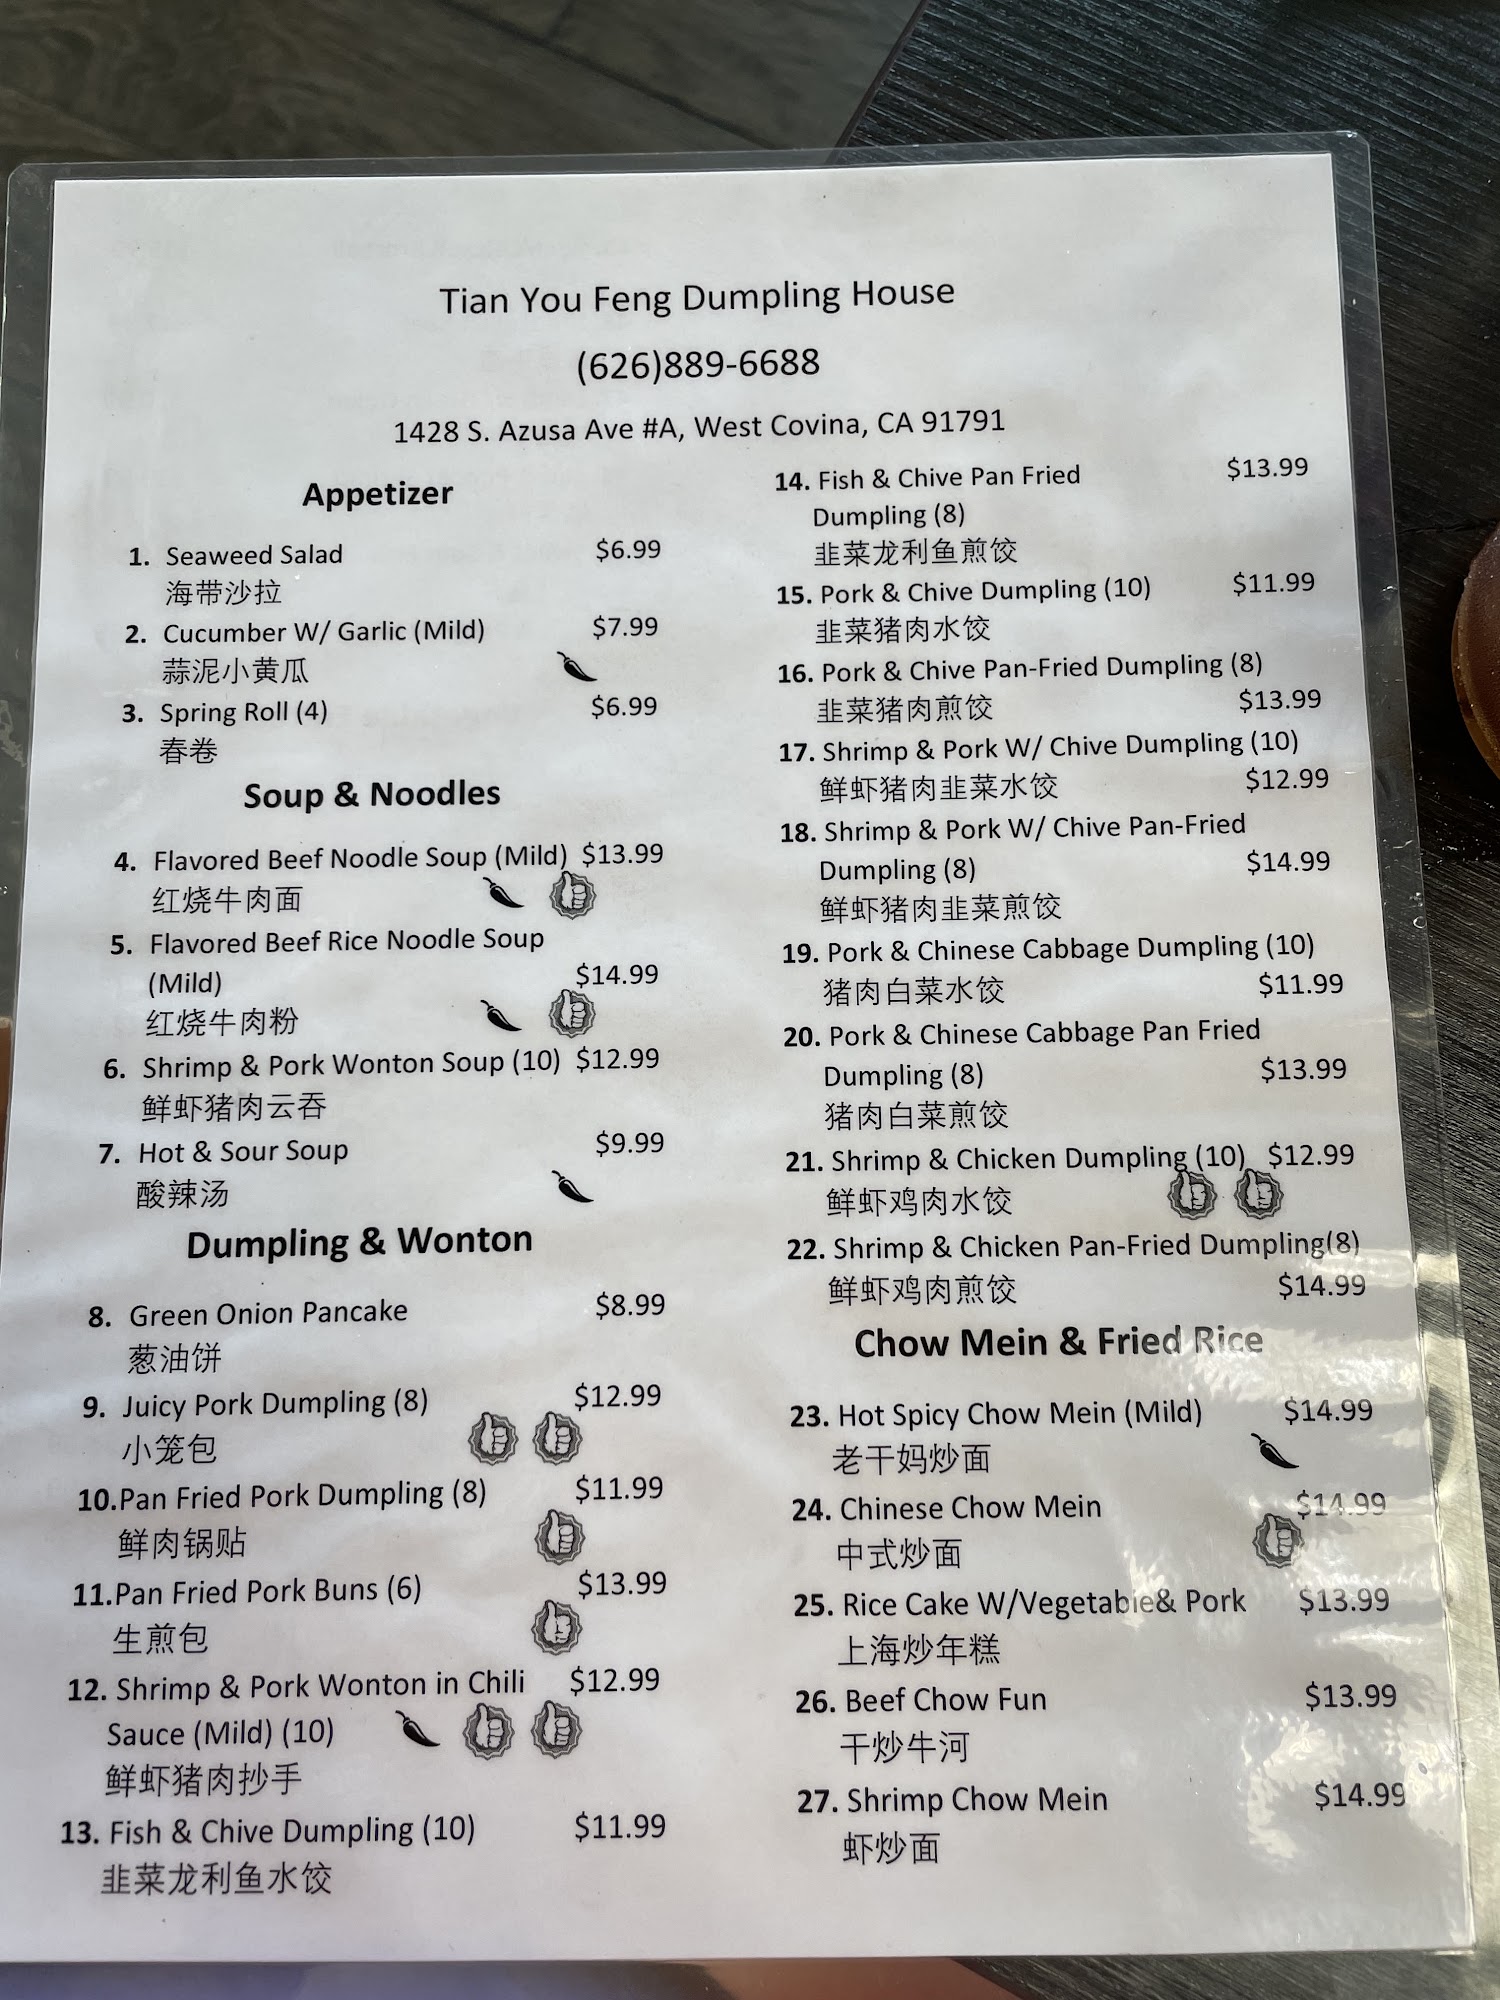 Tian You Feng Dumpling House
(626)889-6688
1428 S. Azusa Ave #A, West Covina, CA 91791
Appetizer
1. Seaweed Salad $6.99
海带沙拉
2. Cucumber W/ Garlic (Mild) $7.99
蒜泥小黄瓜
3. Spring Roll (4) $6.99
春卷
Soup & Noodles
4. Flavored Beef Noodle Soup (Mild) $13.99
红烧牛肉面
5. Flavored Beef Rice Noodle Soup
(Mild) $14.99
红烧牛肉粉
6. Shrimp & Pork Wonton Soup (10) $12.99
鲜虾猪肉云吞
7. Hot & Sour Soup $9.99
酸辣汤
Dumpling & Wonton
8. Green Onion Pancake $8.99
葱油饼
9. Juicy Pork Dumpling (8) $12.99
小笼包
10.Pan Fried Pork Dumpling (8) $11.99
鲜肉锅贴
11.Pan Fried Pork Buns (6) $13.99
生煎包
12. Shrimp & Pork Wonton in Chili $12.99
Sauce (Mild) (10)
鲜虾猪肉抄手
13. Fish & Chive Dumpling (10) $11.99
韭菜龙利鱼水饺
14. Fish & Chive Pan Fried $13.99
Dumpling (8)
韭菜龙利鱼煎饺
15. Pork & Chive Dumpling (10) $11.99
韭菜猪肉水饺
16. Pork & Chive Pan-Fried Dumpling (8)
韭菜猪肉煎饺 $13.99
17. Shrimp & Pork W/ Chive Dumpling (10)
鲜虾猪肉韭菜水饺 $12.99
18. Shrimp & Pork W/ Chive Pan-Fried
Dumpling (8) $14.99
鲜虾猪肉韭菜煎饺
19. Pork & Chinese Cabbage Dumpling (10)
猪肉白菜水饺 $11.99
20. Pork & Chinese Cabbage Pan Fried
Dumpling (8) $13.99
猪肉白菜煎饺
21. Shrimp & Chicken Dumpling (10) $12.99
鲜虾鸡肉水饺
22. Shrimp & Chicken Pan-Fried Dumpling(8)
鲜虾鸡肉煎饺 $14.99
Chow Mein & Fried Rice
23. Hot Spicy Chow Mein (Mild) $14.99
老干妈炒面
24. Chinese Chow Mein $14.99
中式炒面
25. Rice Cake W/Vegetable& Pork $13.99
上海炒年糕
26. Beef Chow Fun $13.99
干炒牛河
27. Shrimp Chow Mein $14.99
虾炒面